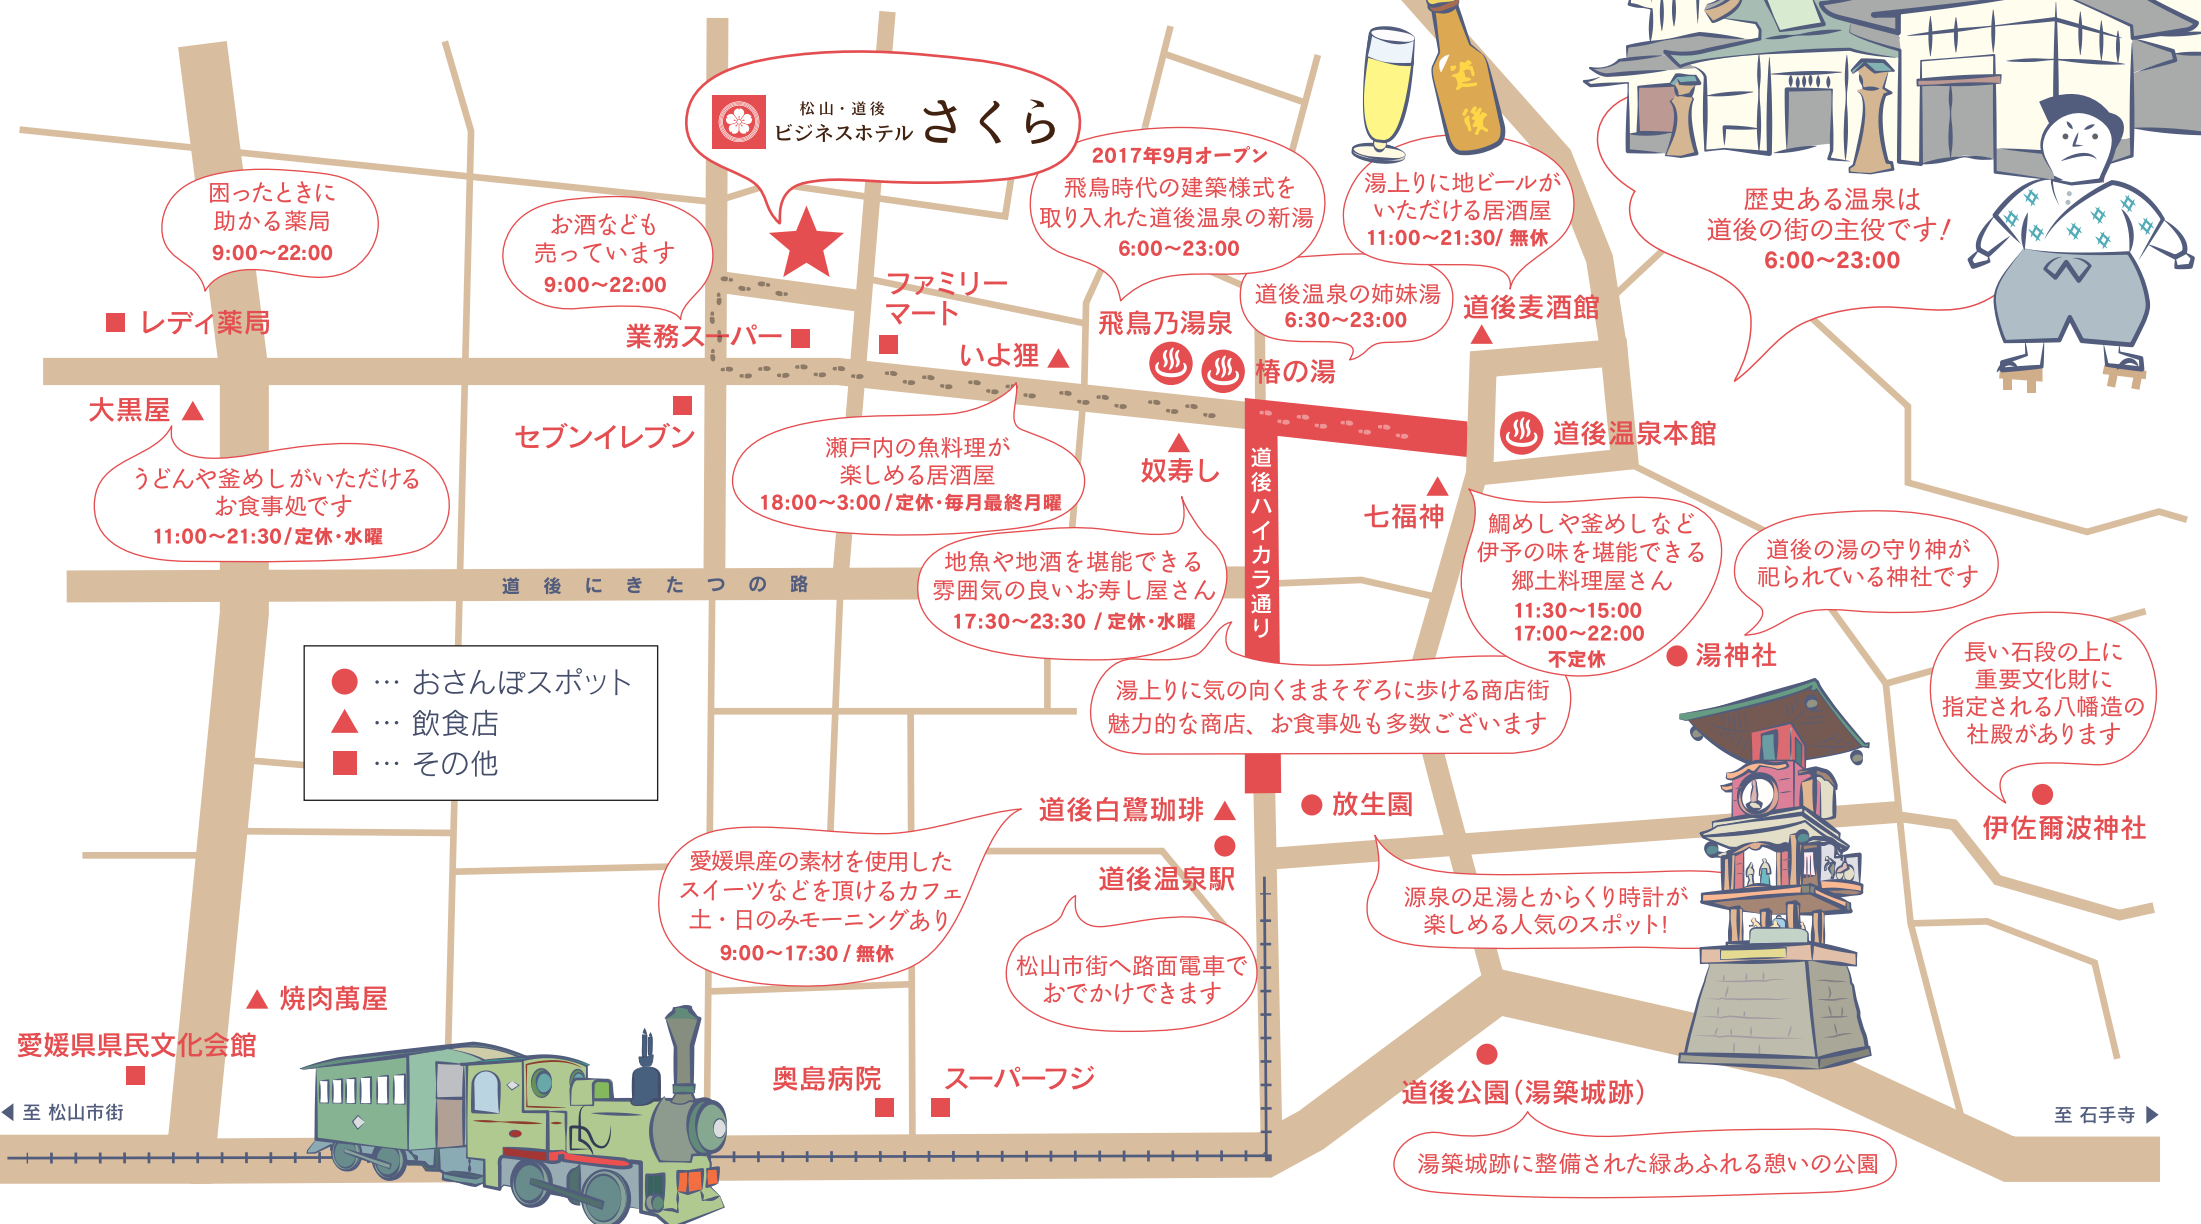 松山・道後
ビジネスホテル さくら
2017年9月オープン
飛鳥時代の建築様式を
取り入れた道後温泉の新湯
6:00〜23:00
湯上りに地ビールが
いただける居酒屋
11:00〜21:30/ 無休
道後
歴史ある温泉は
道後の街の主役です!
6:00〜23:00
困ったときに
助かる薬局
9:00〜22:00
お酒なども
売っています
9:00〜22:00
レディ薬局
業務スーパー
ファミリー
マート
いよ狸
飛鳥乃湯泉
道後温泉の姉妹湯
6:30〜23:00
椿の湯
道後麦酒館
大黒屋
うどんや釜めしがいただける
お食事処です
11:00〜21:30/定休・水曜
セブンイレブン
瀬戸内の魚料理が
楽しめる居酒屋
18:00〜3:00/定休・毎月最終月曜
奴寿し
道後ハイカラ通り
七福神
道後温泉本館
地魚や地酒を堪能できる
雰囲気の良いお寿し屋さん
17:30〜23:30 /定休・水曜
鯛めしや釜めしなど
伊予の味を堪能できる
郷土料理屋さん
11:30〜15:00
17:00〜22:00
不定休
道後の湯の守り神が
祀られている神社です
湯神社
道後にきたつの路
… おさんぽスポット
… 飲食店
… その他
湯上りに気の向くままそぞろに歩ける商店街
魅力的な商店、お食事処も多数ございます
長い石段の上に
重要文化財に
指定される八幡造の
社殿があります
伊佐爾波神社
道後白鷺珈琲
放生園
道後温泉駅
愛媛県産の素材を使用した
スイーツなどを頂けるカフェ
土・日のみモーニングあり
9:00〜17:30/無休
源泉の足湯とからくり時計が
楽しめる人気のスポット!
松山市街へ路面電車で
おでかけできます
焼肉萬屋
愛媛県県民文化会館
奥島病院
スーパーフジ
道後公園(湯築城跡)
湯築城跡に整備された緑あふれる憩いの公園
至 松山市街
至 石手寺